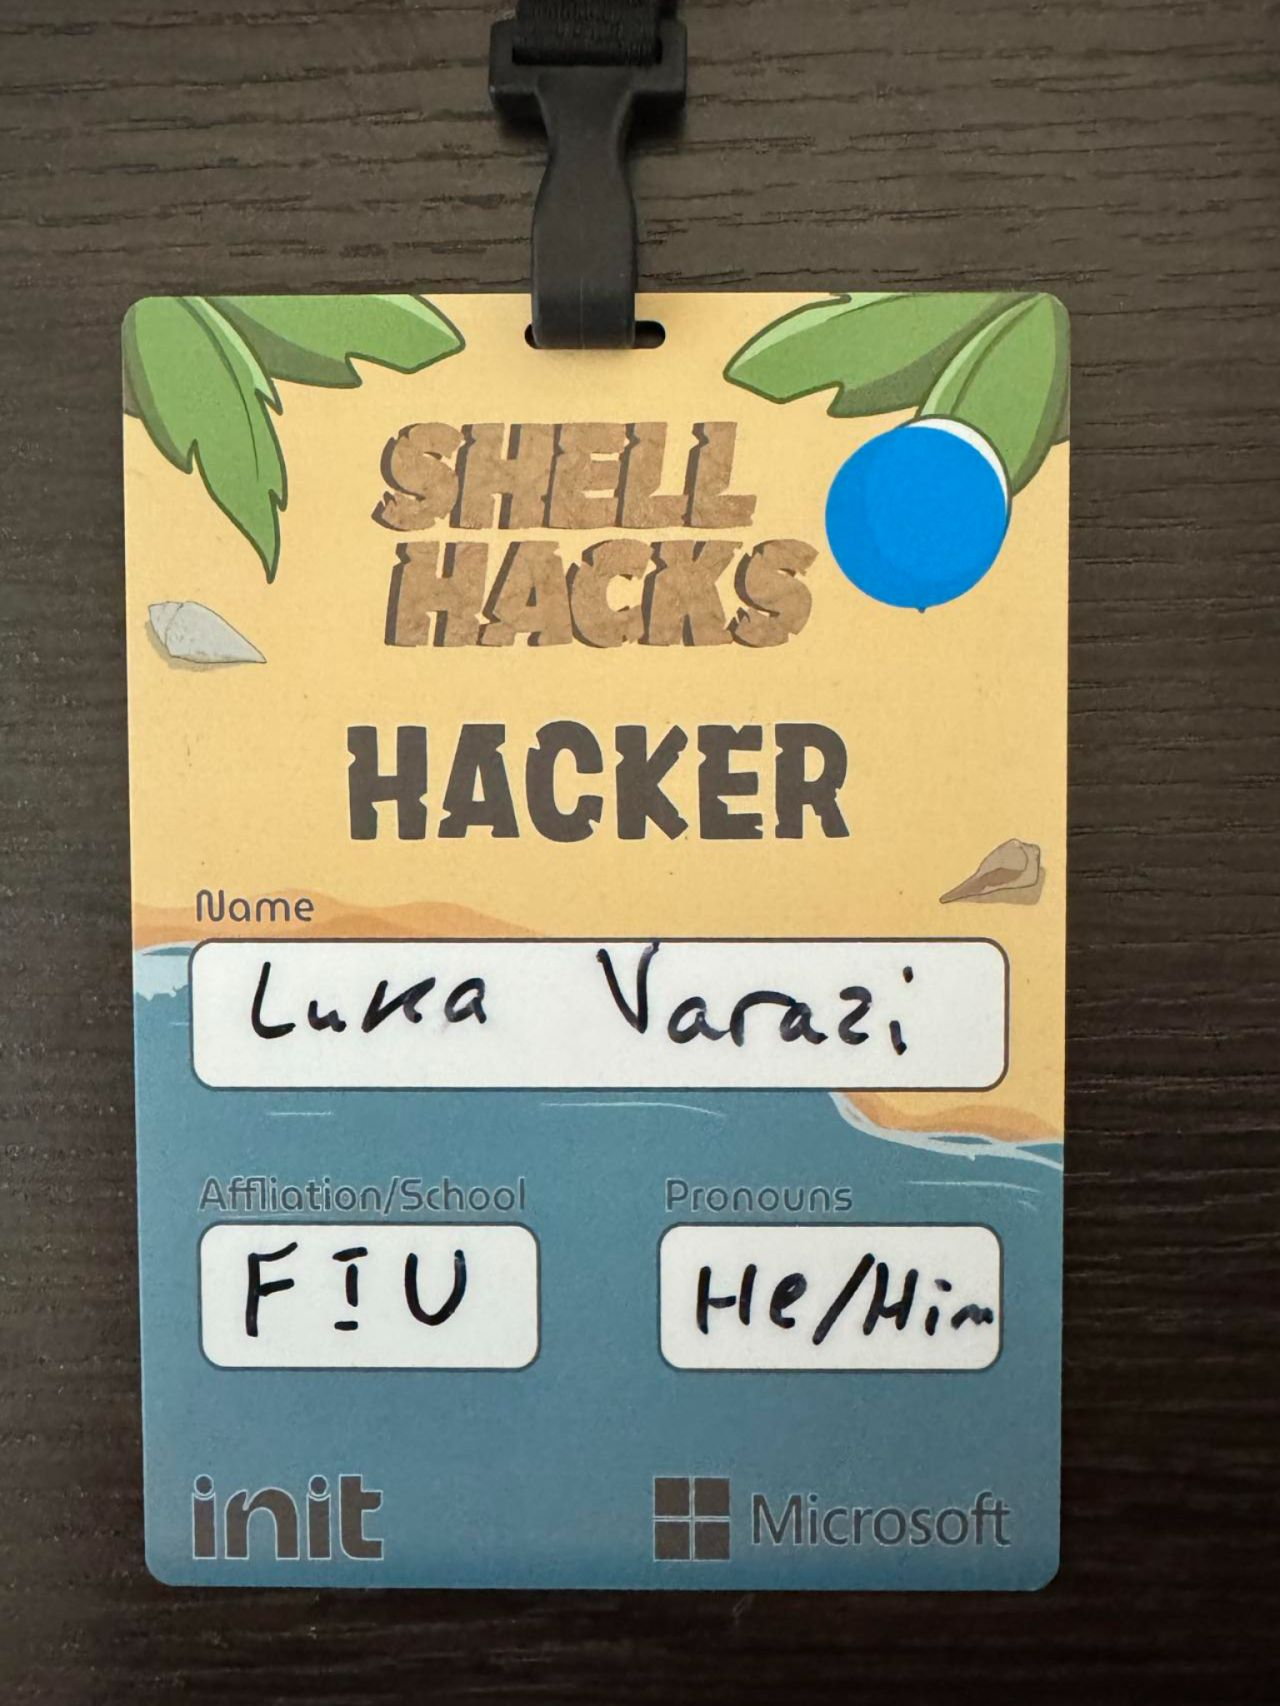 SHELL
HACKS
HACKER
Name
Luka Varazi
Affliation/School
Pronouns
FIU
He/Him
init
Microsoft